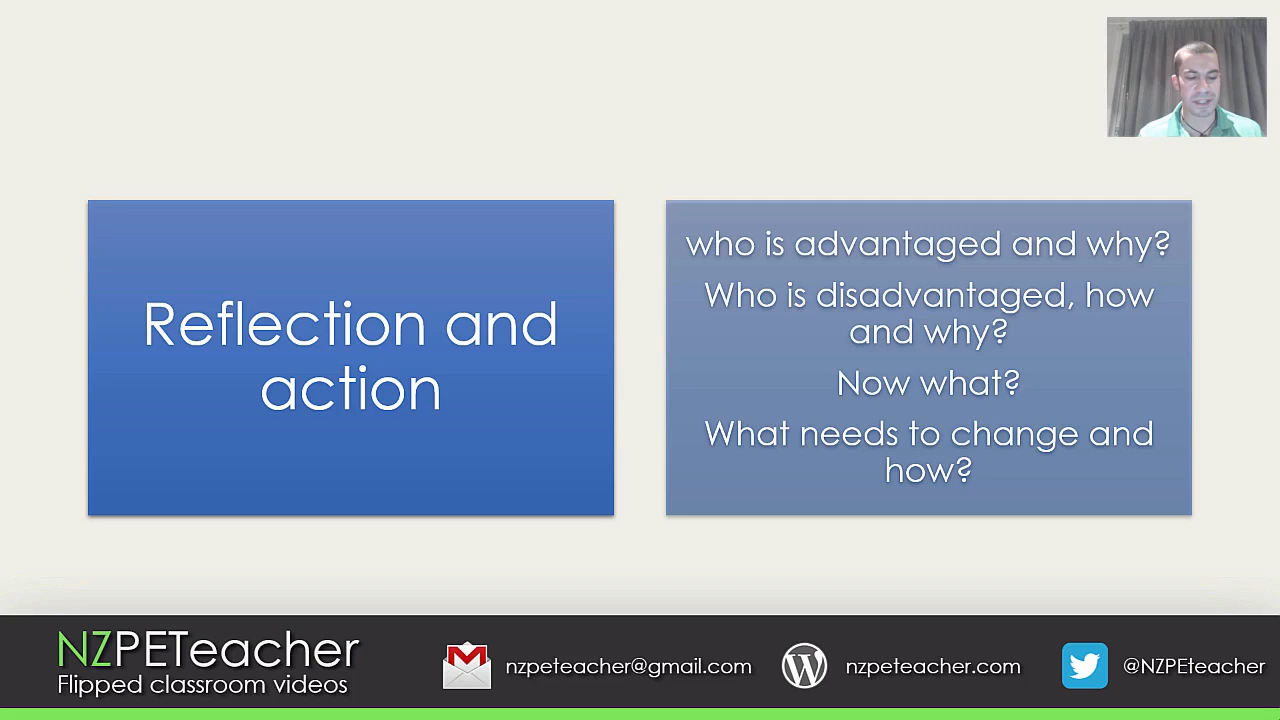 Reflection and
action
who is advantaged and why?
Who is disadvantaged, how
and why?
Now what?
What needs to change and
how?
NZPETeacher
Flipped classroom videos
nzpeteacher@gmail.com
nzpeteacher.com
@NZPEteacher